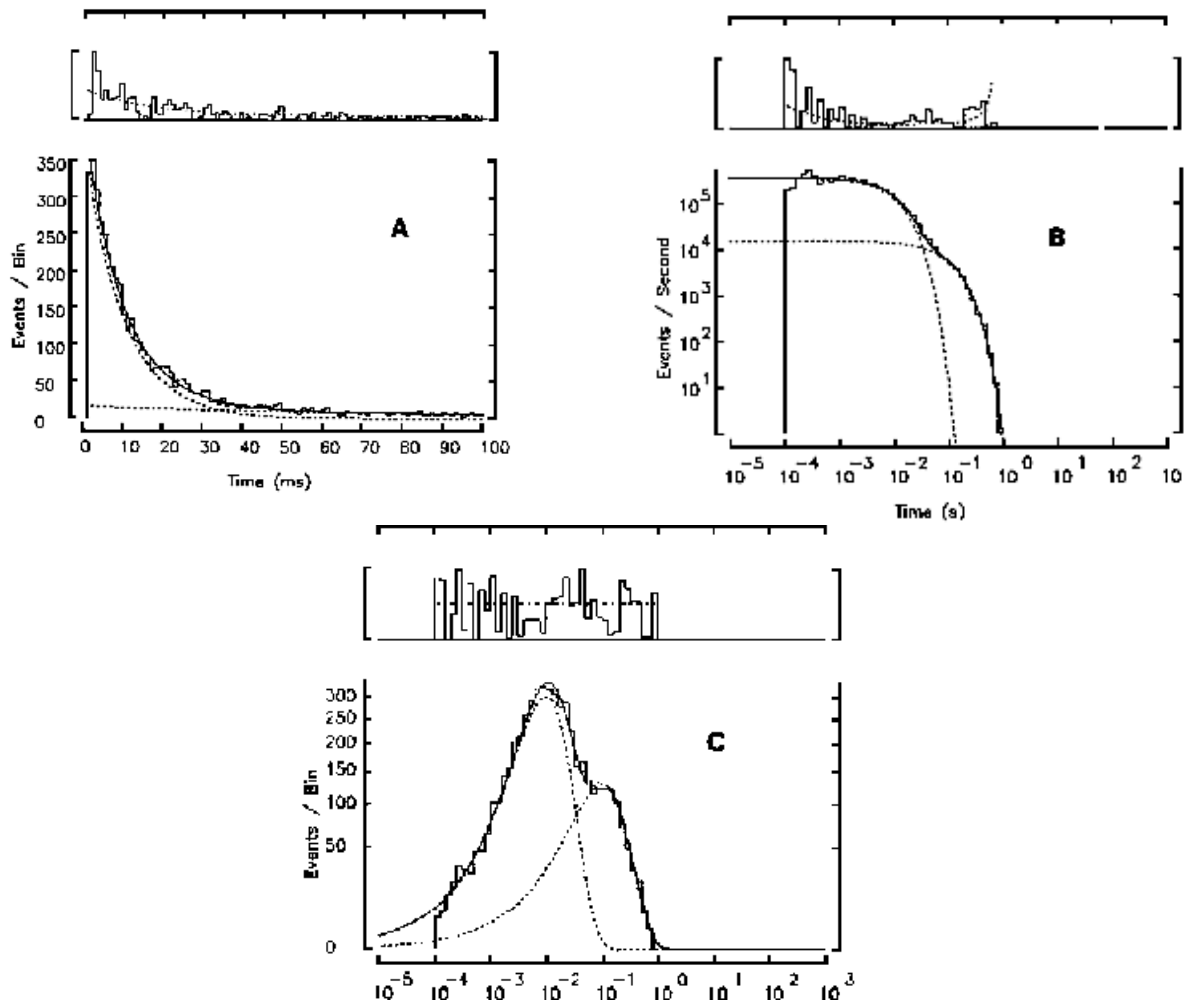 A
350
300
250
200
150
100
50
0
Events / Bin
0 10 20 30 40 50 60 70 80 90 100
Time (ms)
B
10^5
10^4
10^3
10^2
10^1
Events / Second
10^-5 10^-4 10^-3 10^-2 10^-1 10^0 10^1 10^2 10
Time (s)
C
300
250
200
150
100
50
0
Events / Bin
10^-5 10^-4 10^-3 10^-2 10^-1 10^0 10^1 10^2 10^3